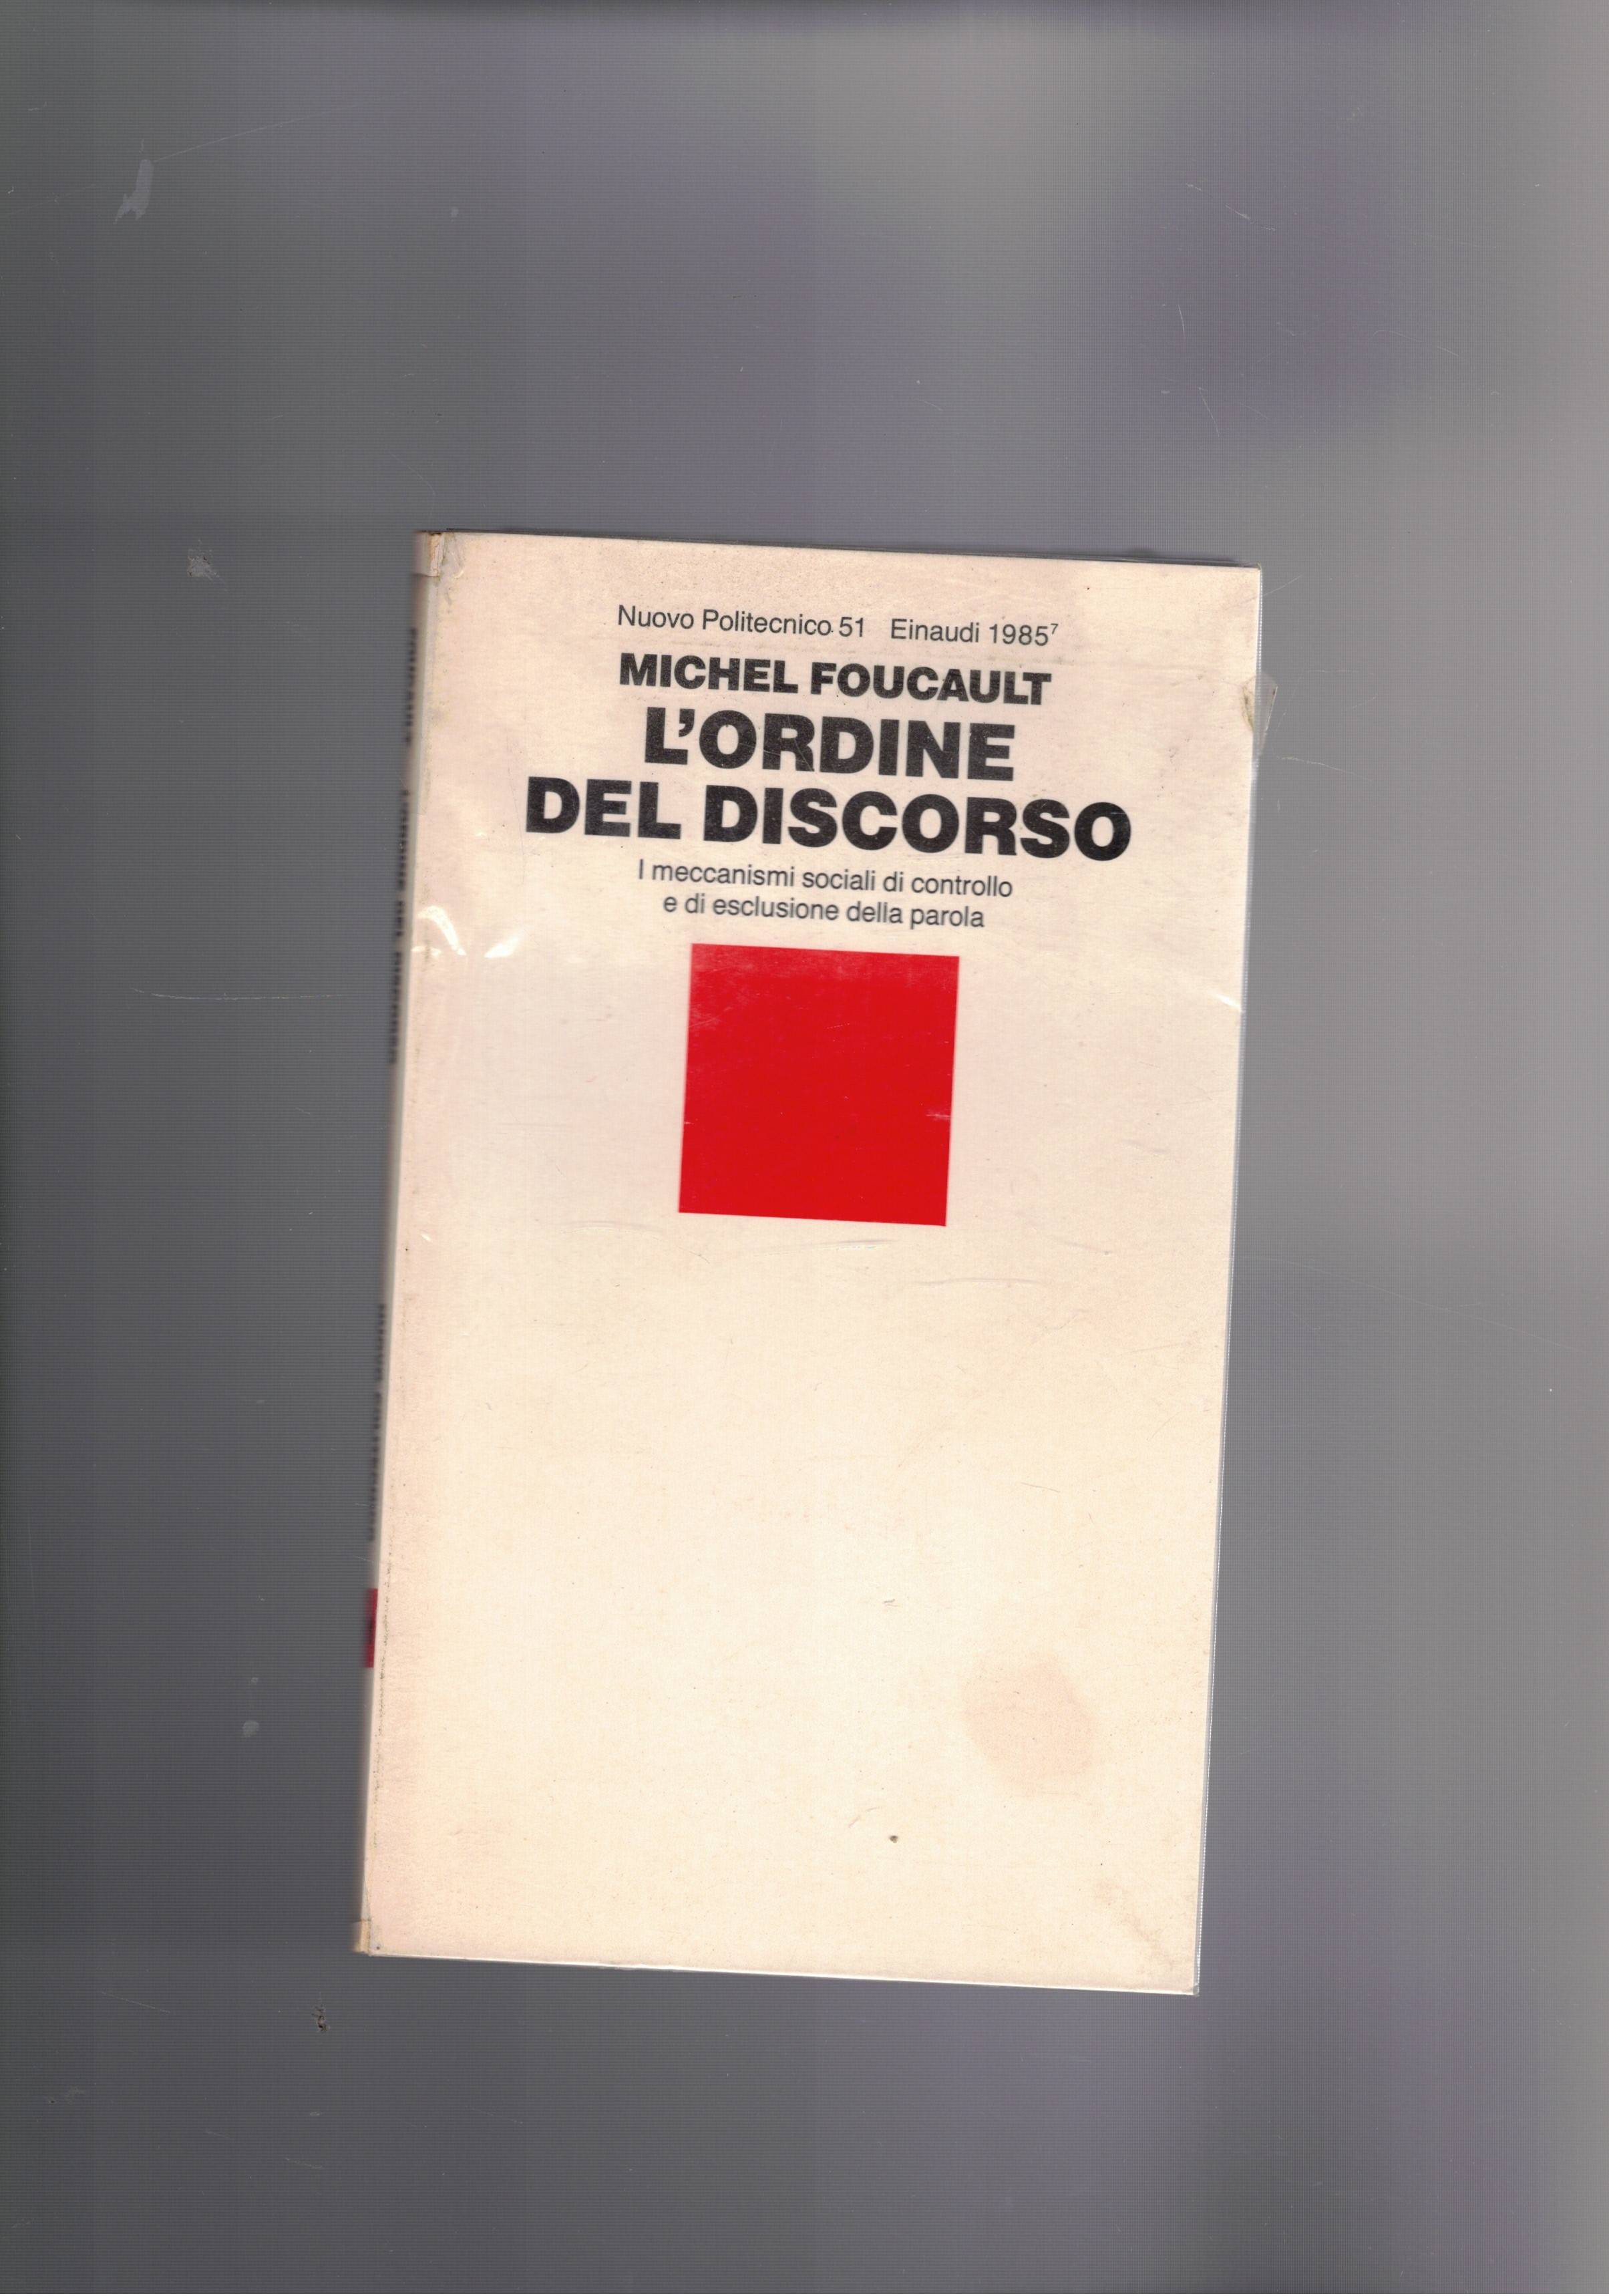 Nuovo Politecnico 51 Einaudi 1985⁷
MICHEL FOUCAULT
L'ORDINE
DEL DISCORSO
I meccanismi sociali di controllo
e di esclusione della parola